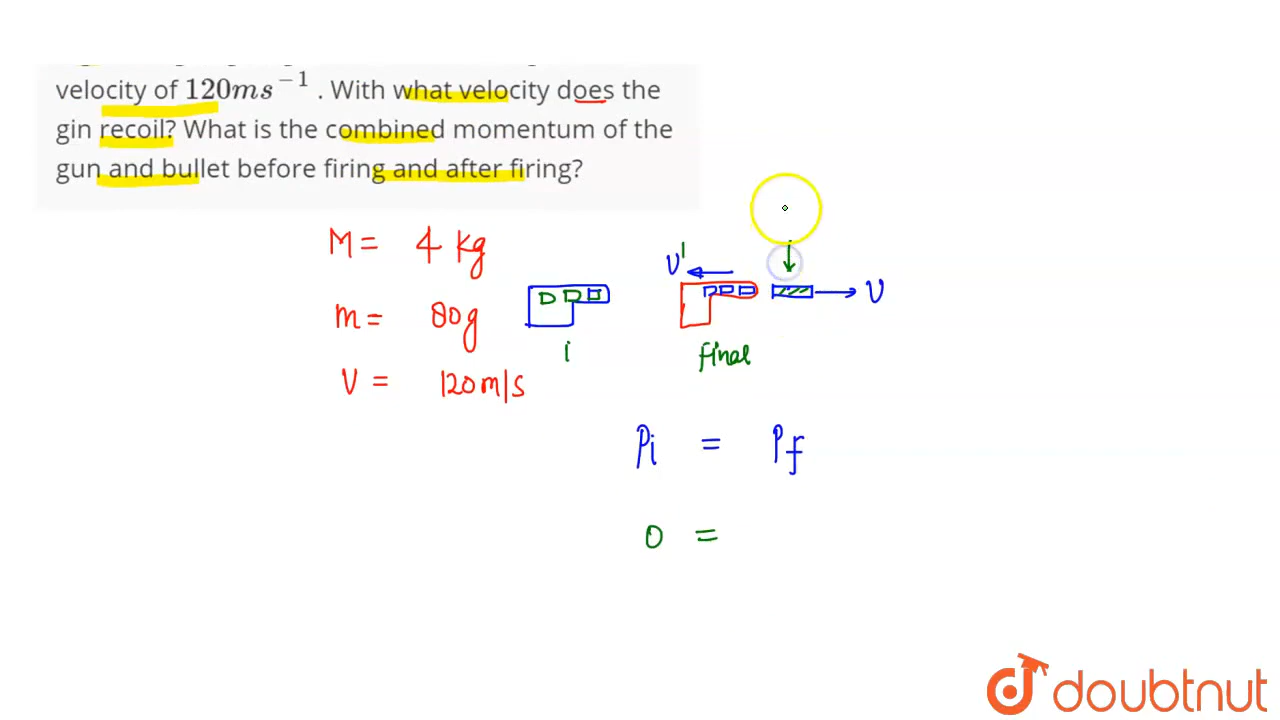 velocity of 120ms⁻¹ . With what velocity does the
gin recoil? What is the combined momentum of the
gun and bullet before firing and after firing?
M = 4 kg
m = 80g
V = 120 m/s
V'
V
i
final
Pi = Pf
0 =
doubtnut